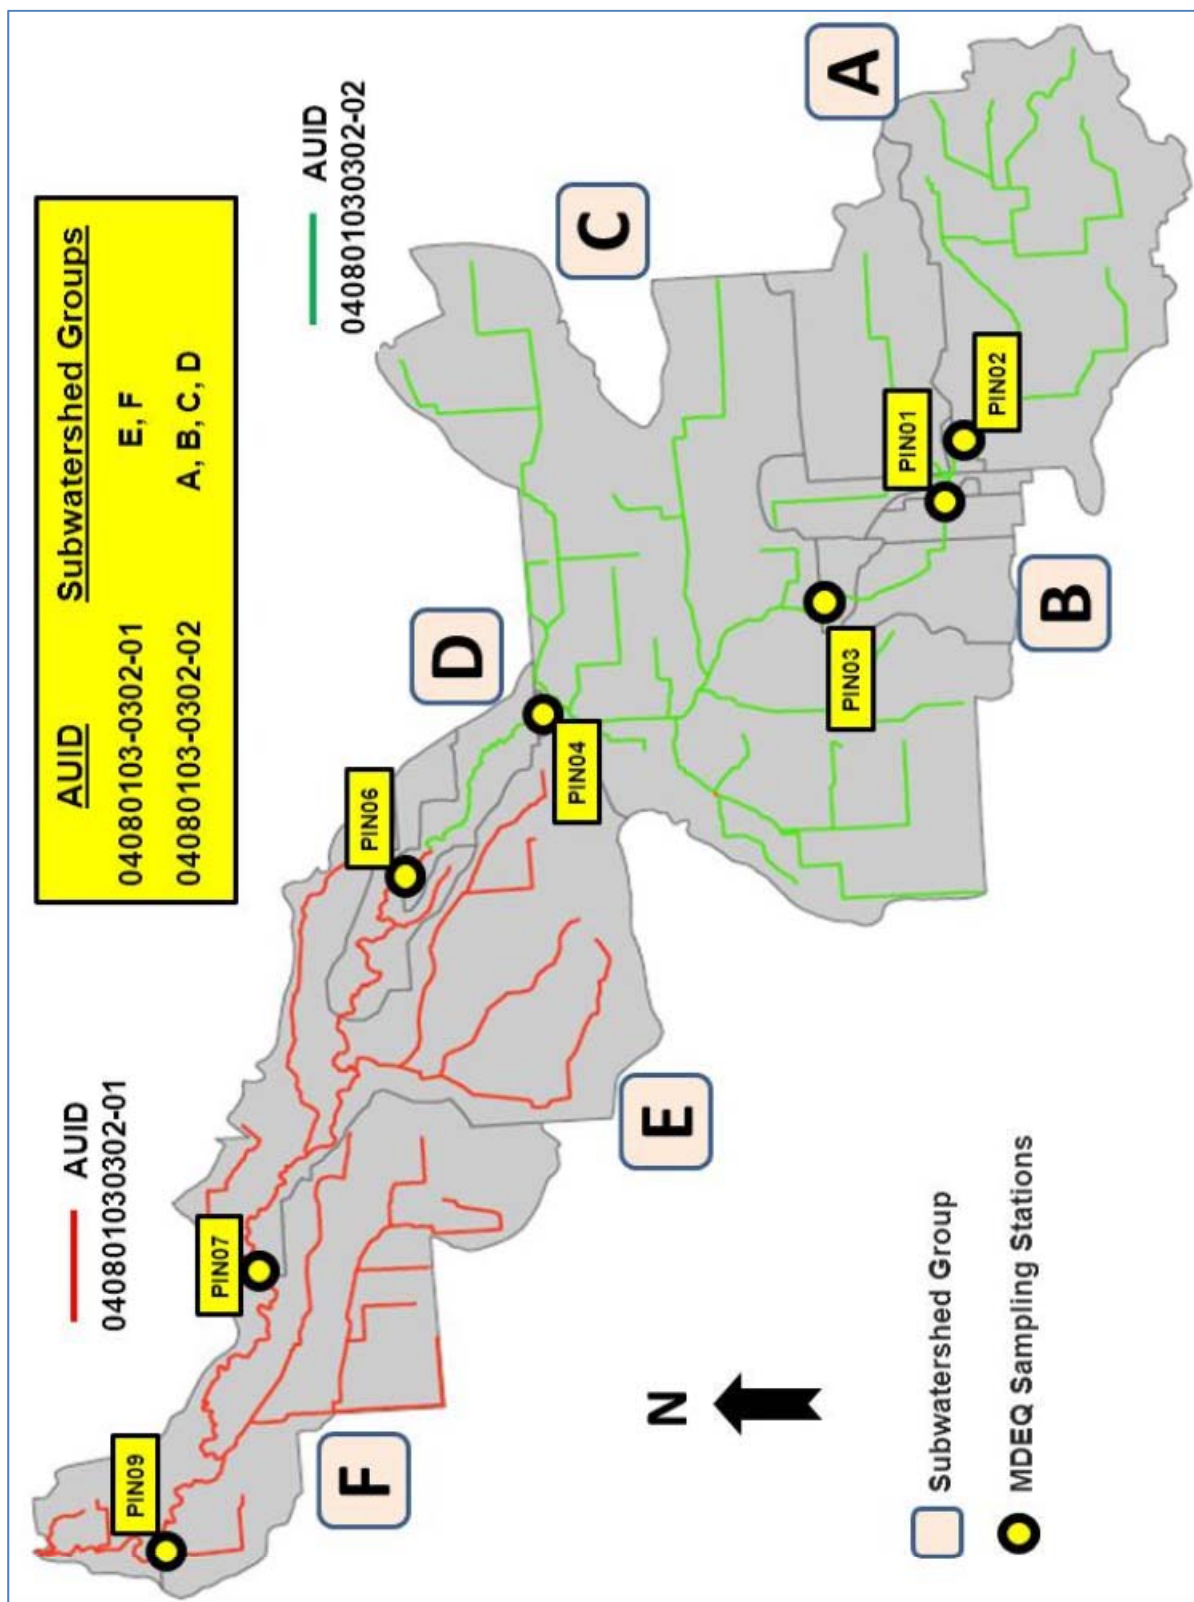 AUID Subwatershed Groups
04080103-0302-01 E, F
04080103-0302-02 A, B, C, D
AUID
040801030302-01
AUID
040801030302-02
PIN09
PIN07
PIN06
PIN04
PIN03
PIN01
PIN02
F
E
D
C
B
A
N
Subwatershed Group
MDEQ Sampling Stations